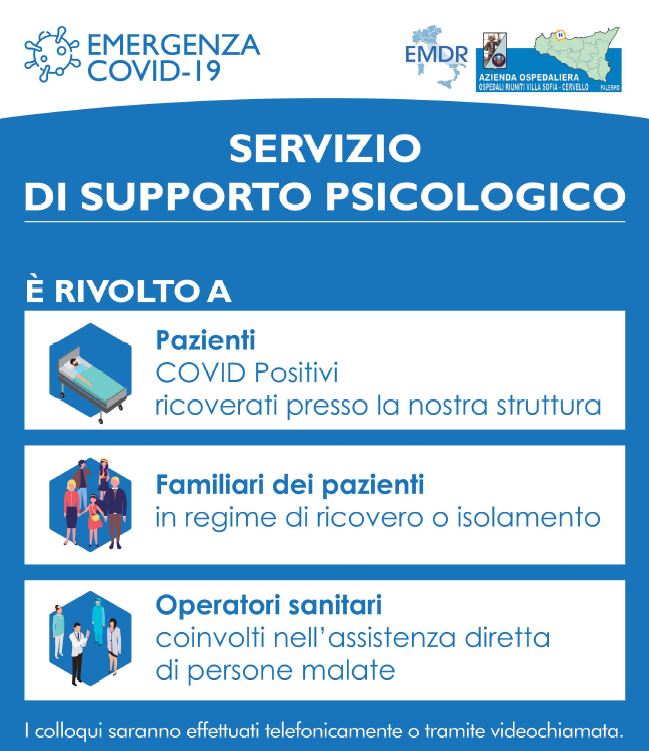 EMERGENZA
COVID-19
EMDR
AZIENDA OSPEDALIERA
OSPEDALI RIUNITI VILLA SOFIA - CERVELLO
PALERMO
SERVIZIO
DI SUPPORTO PSICOLOGICO
È RIVOLTO A
Pazienti
COVID Positivi
ricoverati presso la nostra struttura
Familiari dei pazienti
in regime di ricovero o isolamento
Operatori sanitari
coinvolti nell'assistenza diretta
di persone malate
I colloqui saranno effettuati telefonicamente o tramite videochiamata.